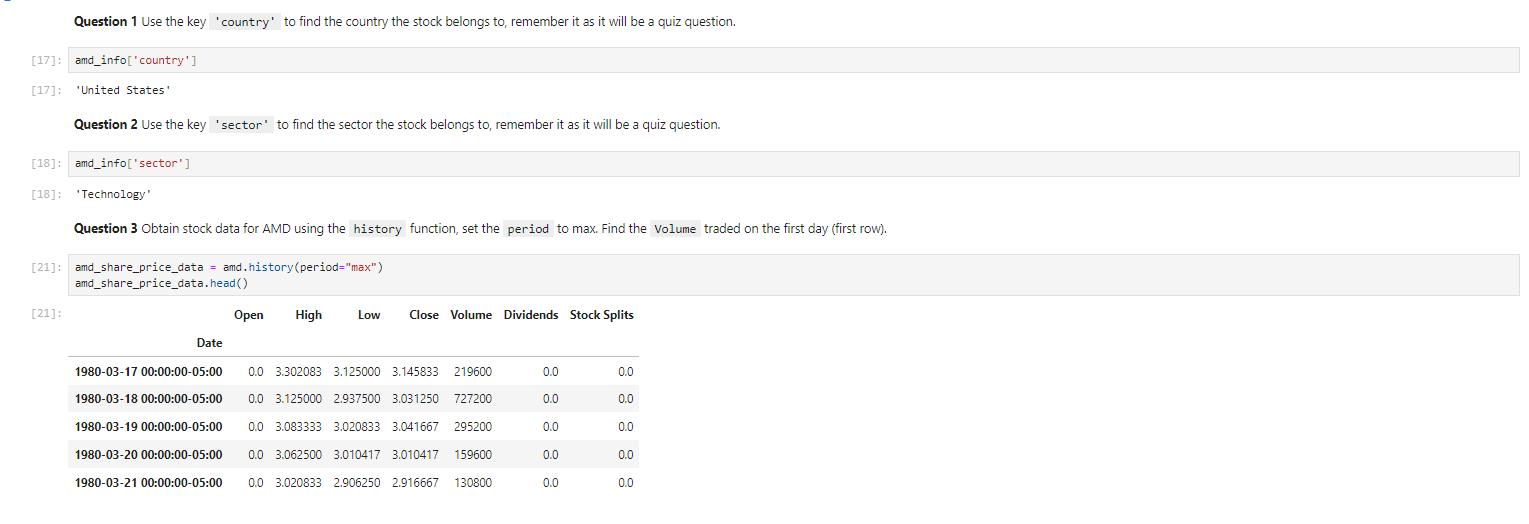 Question 1 Use the key 'country' to find the country the stock belongs to, remember it as it will be a quiz question.
[17]: amd_info['country']
[17]: 'United States'
Question 2 Use the key 'sector' to find the sector the stock belongs to, remember it as it will be a quiz question.
[18]: amd_info['sector']
[18]: 'Technology'
Question 3 Obtain stock data for AMD using the history function, set the period to max. Find the Volume traded on the first day (first row).
[21]: amd_share_price_data = amd.history(period="max")
amd_share_price_data.head()
[21]: Open High Low Close Volume Dividends Stock Splits
Date
1980-03-17 00:00:00-05:00 0.0 3.302083 3.125000 3.145833 219600 0.0 0.0
1980-03-18 00:00:00-05:00 0.0 3.125000 2.937500 3.031250 727200 0.0 0.0
1980-03-19 00:00:00-05:00 0.0 3.083333 3.020833 3.041667 295200 0.0 0.0
1980-03-20 00:00:00-05:00 0.0 3.062500 3.010417 3.010417 159600 0.0 0.0
1980-03-21 00:00:00-05:00 0.0 3.020833 2.906250 2.916667 130800 0.0 0.0